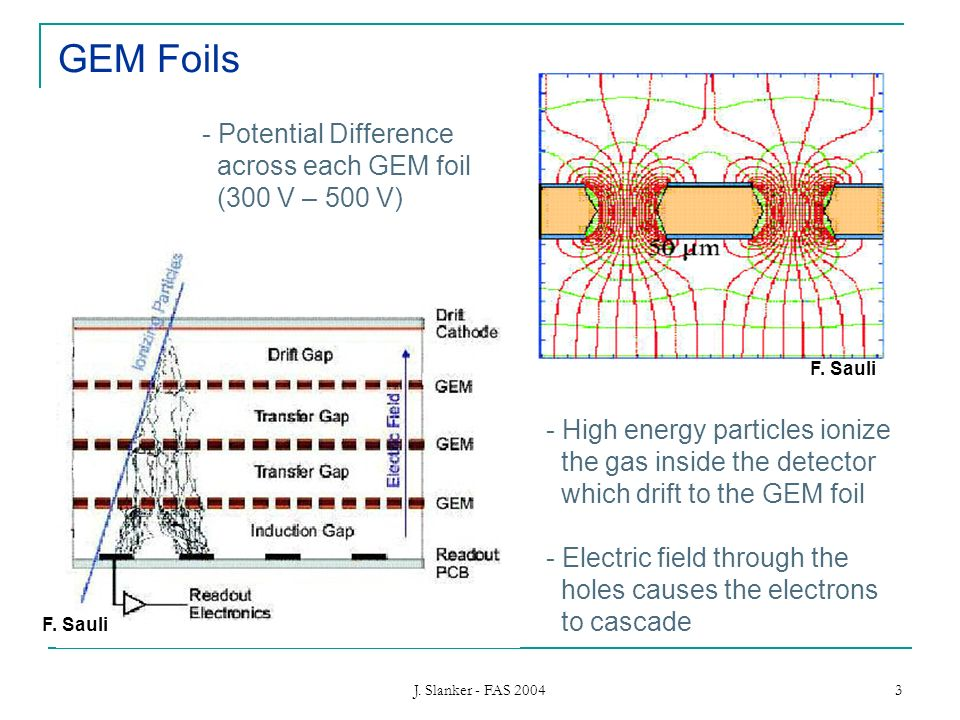 GEM Foils
- Potential Difference
across each GEM foil
(300 V – 500 V)
50 µm
F. Sauli
Ionizing Particles
Drift
Cathode
Drift Gap
GEM
Transfer Gap
Electric Field
GEM
Transfer Gap
GEM
Induction Gap
Readout
PCB
Readout
Electronics
F. Sauli
- High energy particles ionize
the gas inside the detector
which drift to the GEM foil
- Electric field through the
holes causes the electrons
to cascade
J. Slanker - FAS 2004
3